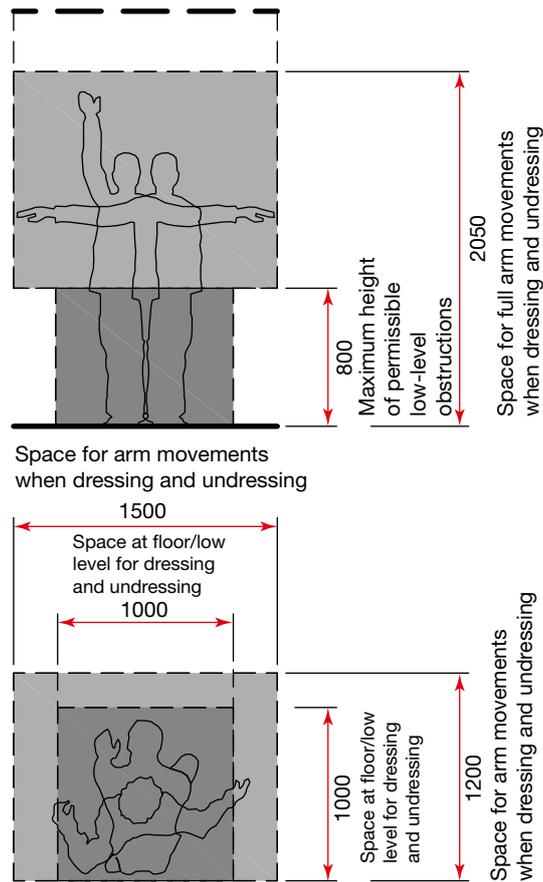 2050
Space for full arm movements
when dressing and undressing
800
Maximum height
of permissible
low-level
obstructions
Space for arm movements
when dressing and undressing
1500
Space at floor/low
level for dressing
and undressing
1000
1000
Space at floor/low
level for dressing
and undressing
1200
Space for arm movements
when dressing and undressing